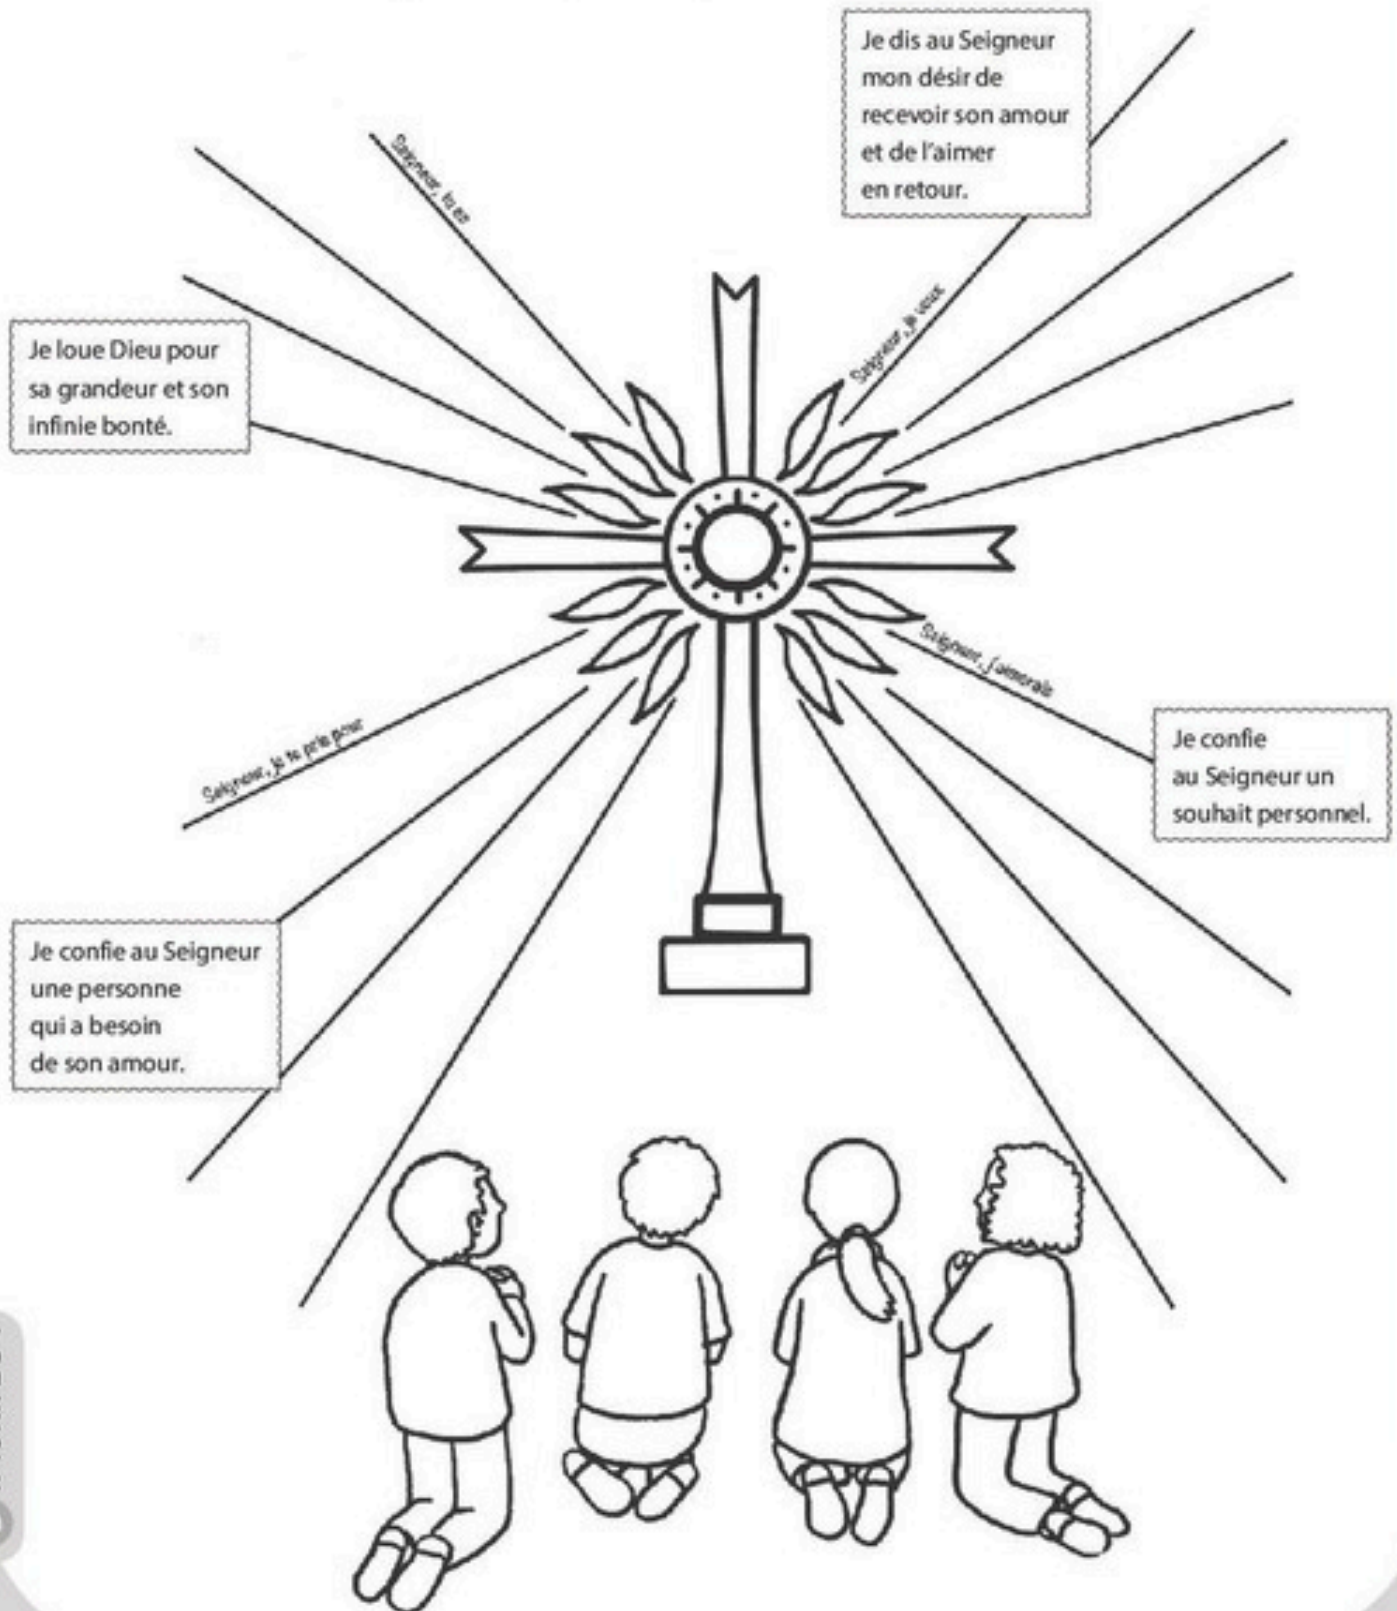 Je dis au Seigneur
mon désir de
recevoir son amour
et de l'aimer
en retour.
Seigneur, tu es
Seigneur, je veux
Je loue Dieu pour
sa grandeur et son
infinie bonté.
Seigneur, j'aimerais
Seigneur, je te prie pour
Je confie
au Seigneur un
souhait personnel.
Je confie au Seigneur
une personne
qui a besoin
de son amour.